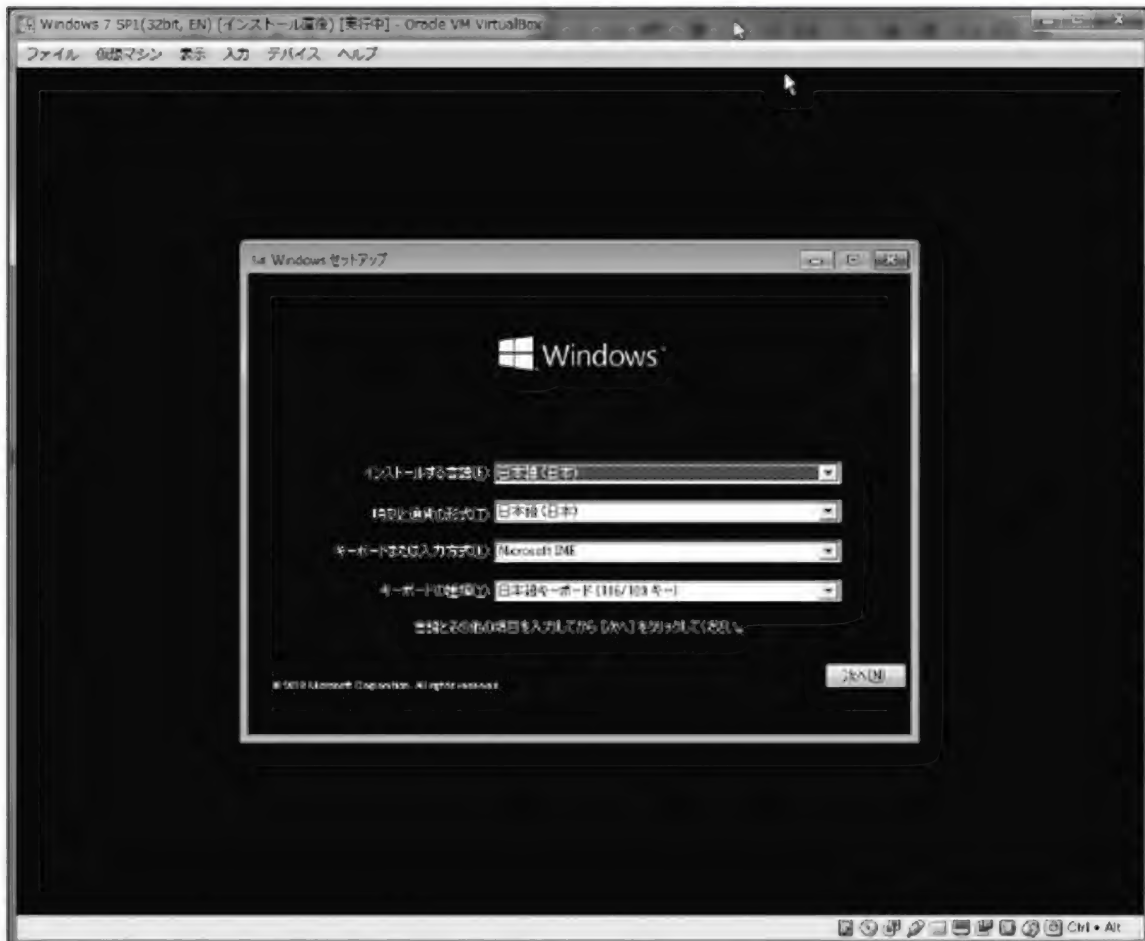 Windows 7 SP1(32bit, EN) (インストール直後) [実行中] - Oracle VM VirtualBox
ファイル 仮想マシン 表示 入力 デバイス ヘルプ
Windows セットアップ
Windows
インストールする言語(E): 日本語 (日本)
時刻と通貨の形式(T): 日本語 (日本)
キーボードまたは入力方式(K): Microsoft IME
キーボードの種類(Y): 日本語キーボード (106/109 キー)
言語とその他の項目を入力してから [次へ] をクリックしてください。
Microsoft Corporation. All rights reserved.
次へ(N)
Ctrl + Alt